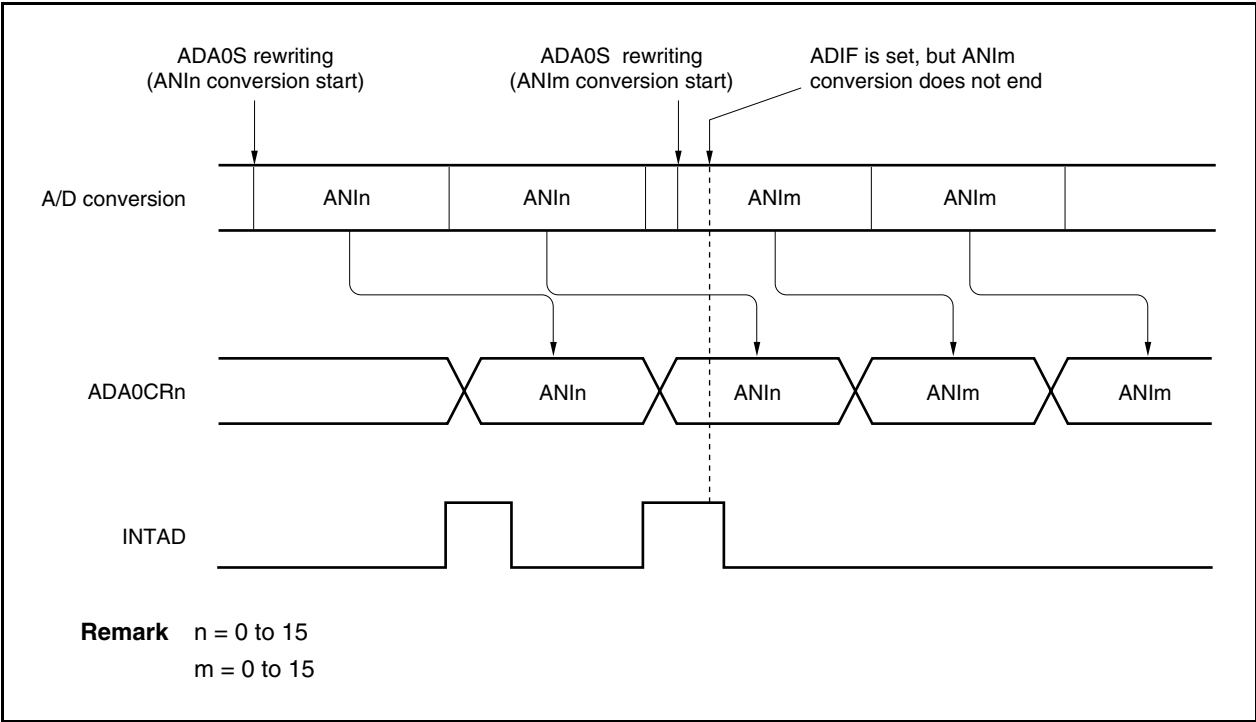 ADA0S rewriting
(ANIn conversion start)
ADA0S rewriting
(ANIm conversion start)
ADIF is set, but ANIm
conversion does not end
A/D conversion
ANIn
ANIn
ANIm
ANIm
ADA0CRn
ANIn
ANIn
ANIm
ANIm
INTAD
Remark n = 0 to 15
m = 0 to 15